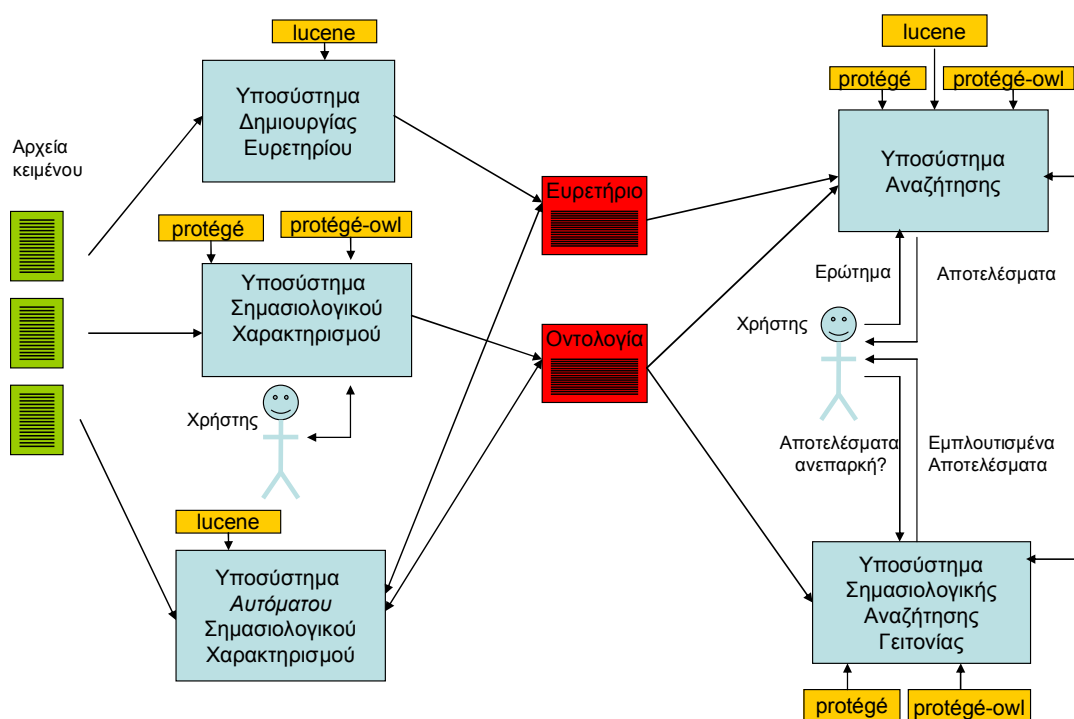 lucene
Υποσύστημα
Δημιουργίας
Ευρετηρίου
Αρχεία
κειμένου
protégé
protégé-owl
Υποσύστημα
Σημασιολογικού
Χαρακτηρισμού
Χρήστης
lucene
Υποσύστημα
Αυτόματου
Σημασιολογικού
Χαρακτηρισμού
Ευρετήριο
Οντολογία
lucene
protégé
protégé-owl
Υποσύστημα
Αναζήτησης
Ερώτημα
Αποτελέσματα
Χρήστης
Αποτελέσματα
ανεπαρκή?
Εμπλουτισμένα
Αποτελέσματα
Υποσύστημα
Σημασιολογικής
Αναζήτησης
Γειτονίας
protégé
protégé-owl